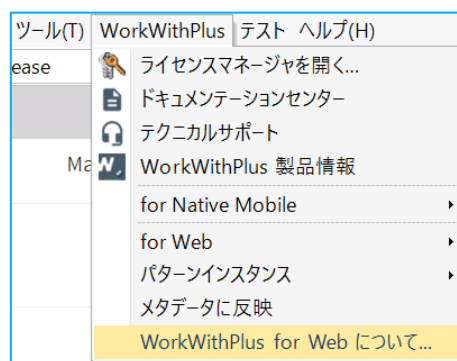 ツール(T) WorkWithPlus テスト ヘルプ(H)
ease
ライセンスマネージャを開く...
ドキュメンテーションセンター
テクニカルサポート
Ma
WorkWithPlus 製品情報
for Native Mobile
for Web
パターンインスタンス
メタデータに反映
WorkWithPlus for Web について...